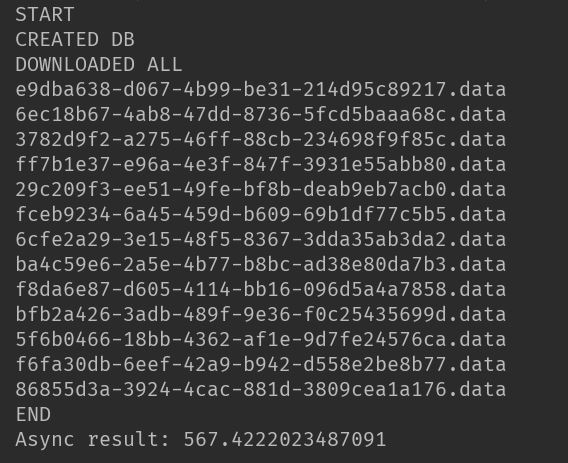 START
CREATED DB
DOWNLOADED ALL
e9dba638-d067-4b99-be31-214d95c89217.data
6ec18b67-4ab8-47dd-8736-5fcd5baaa68c.data
3782d9f2-a275-46ff-88cb-234698f9f85c.data
ff7b1e37-e96a-4e3f-847f-3931e55abb80.data
29c209f3-ee51-49fe-bf8b-deab9eb7acb0.data
fceb9234-6a45-459d-b609-69b1df77c5b5.data
6cfe2a29-3e15-48f5-8367-3dda35ab3da2.data
ba4c59e6-2a5e-4b77-b8bc-ad38e80da7b3.data
f8da6e87-d605-4114-bb16-096d5a4a7858.data
bfb2a426-3adb-489f-9e36-f0c25435699d.data
5f6b0466-18bb-4362-af1e-9d7fe24576ca.data
f6fa30db-6eef-42a9-b942-d558e2be8b77.data
86855d3a-3924-4cac-881d-3809cea1a176.data
END
Async result: 567.4222023487091